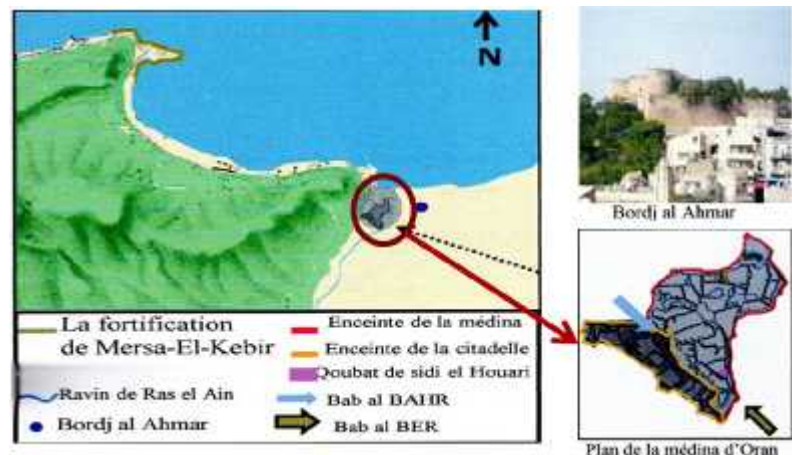 N
Bordj al Ahmar
La fortification
de Mersa-El-Kebir
Ravin de Ras el Ain
Bordj al Ahmar
Enceinte de la médina
Enceinte de la citadelle
Qoubat de sidi el Houari
Bab al BAHR
Bab al BER
Plan de la médina d'Oran